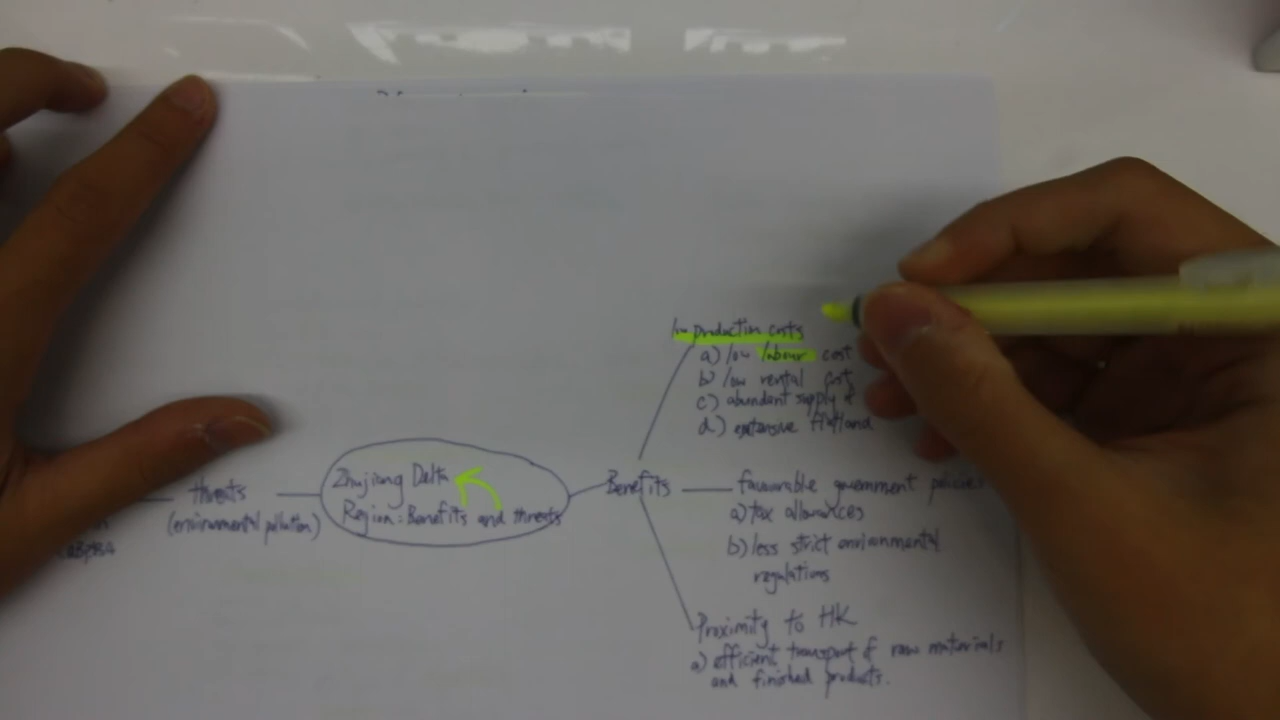 low production costs
a) low labour cost
b) low rental cost
c) abundant supply of
d) extensive flatland
threats
(environmental pollution)
Zhujiang Delta
Region: Benefits and threats
Benefits
favourable government policies
a) tax allowances
b) less strict environmental
regulations
Proximity to HK
a) efficient transport of raw materials
and finished products.